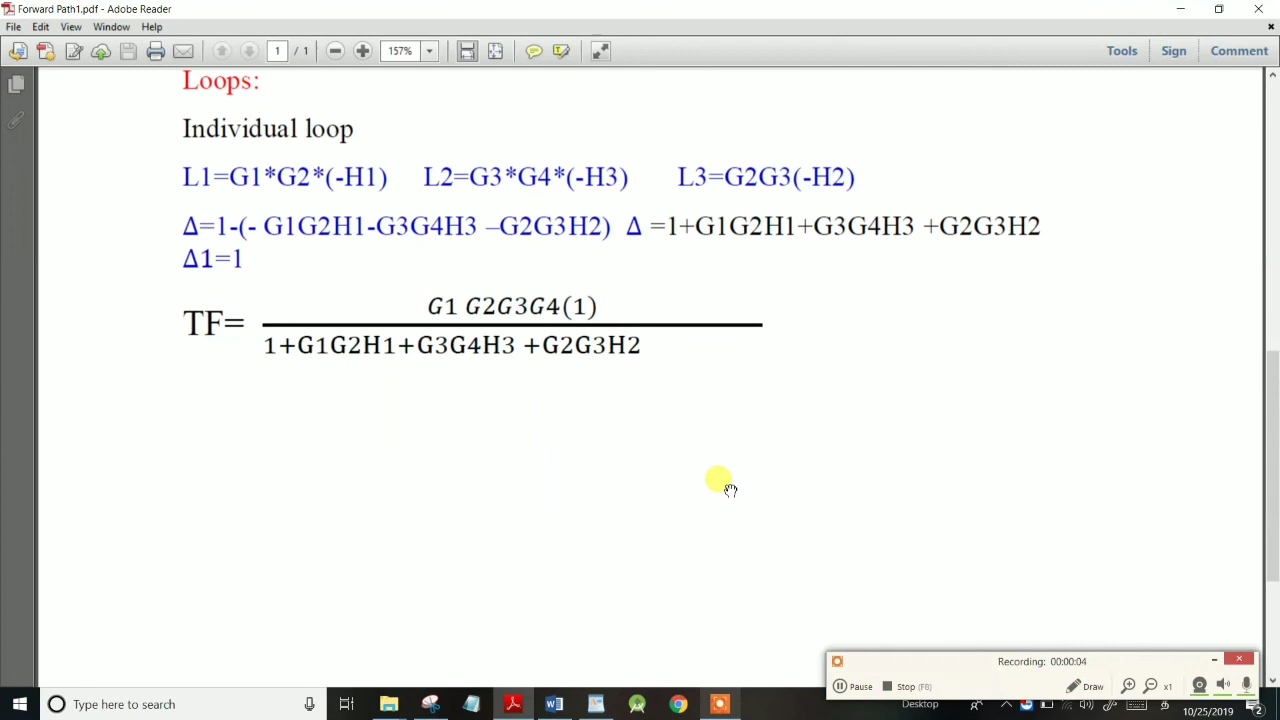 Forward Path1.pdf - Adobe Reader
File Edit View Window Help
1 / 1 157% Tools Sign Comment
Loops:
Individual loop
L1=G1*G2*(-H1) L2=G3*G4*(-H3) L3=G2G3(-H2)
Δ=1-(- G1G2H1-G3G4H3 –G2G3H2) Δ =1+G1G2H1+G3G4H3 +G2G3H2
Δ1=1
G1 G2G3G4(1)
TF=
1+G1G2H1+G3G4H3 +G2G3H2
Recording: 00:00:04
Pause Stop (F8) x1 Draw
Type here to search
Desktop
10/25/2019
2